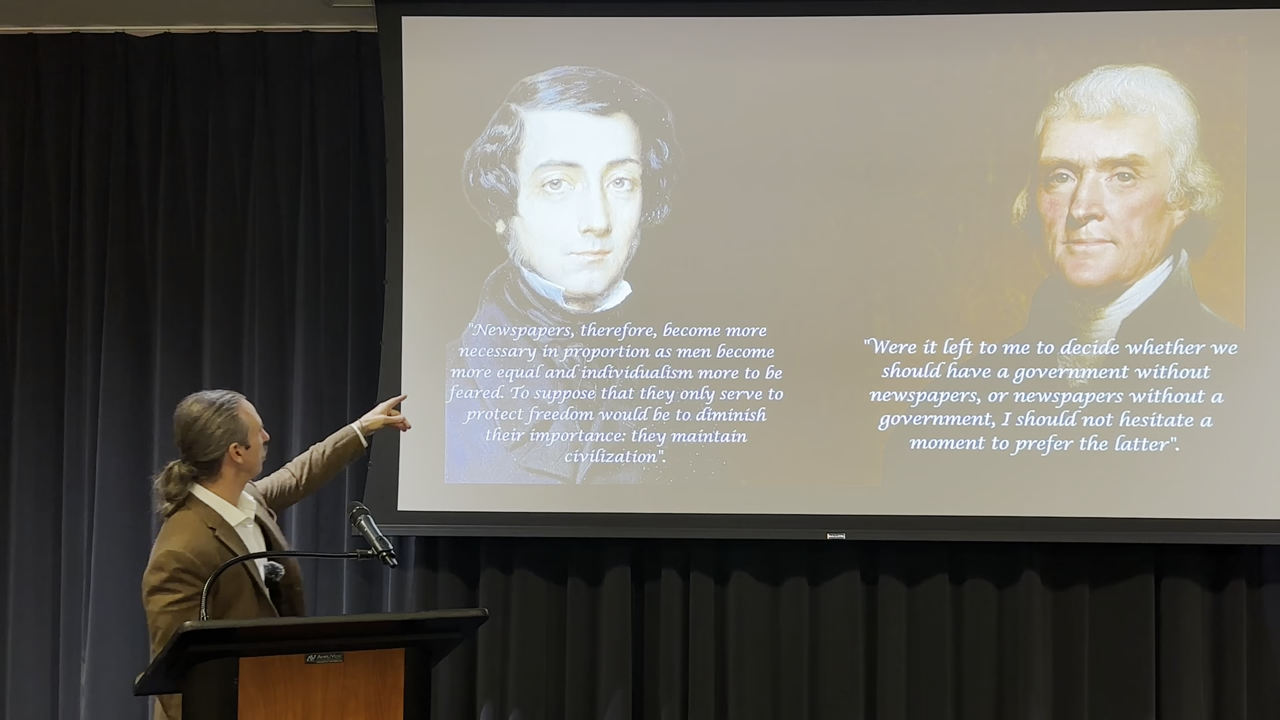 "Newspapers, therefore, become more
necessary in proportion as men become
more equal and individualism more to be
feared. To suppose that they only serve to
protect freedom would be to diminish
their importance: they maintain
civilization".
"Were it left to me to decide whether we
should have a government without
newspapers, or newspapers without a
government, I should not hesitate a
moment to prefer the latter".